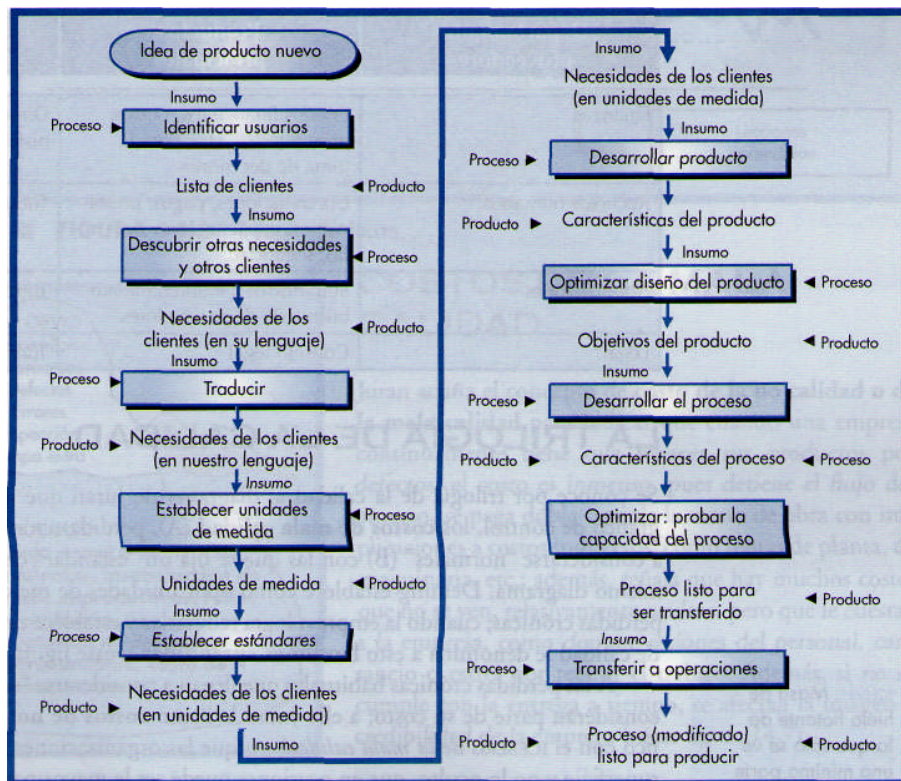 Idea de producto nuevo
Insumo
Proceso ► Identificar usuarios
Lista de clientes ◄ Producto
Insumo
Descubrir otras necesidades
y otros clientes ◄ Proceso
Necesidades de los
clientes (en su lenguaje) ◄ Producto
Insumo
Proceso ► Traducir
Producto ► Necesidades de los clientes
(en nuestro lenguaje)
Insumo
Establecer unidades
de medida ◄ Proceso
Unidades de medida ◄ Producto
Insumo
Proceso ► Establecer estándares
Producto ► Necesidades de los clientes
(en unidades de medida)
Insumo
Insumo
Necesidades de los clientes
(en unidades de medida)
Insumo
Proceso ► Desarrollar producto
Producto ► Características del producto
Insumo
Optimizar diseño del producto ◄ Proceso
Objetivos del producto ◄ Producto
Insumo
Proceso ► Desarrollar el proceso
Producto ► Características del proceso ◄ Proceso
Optimizar: probar la
capacidad del proceso
Proceso listo para
ser transferido ◄ Producto
Insumo
Proceso ► Transferir a operaciones
Producto ► Proceso (modificado)
listo para producir ◄ Producto